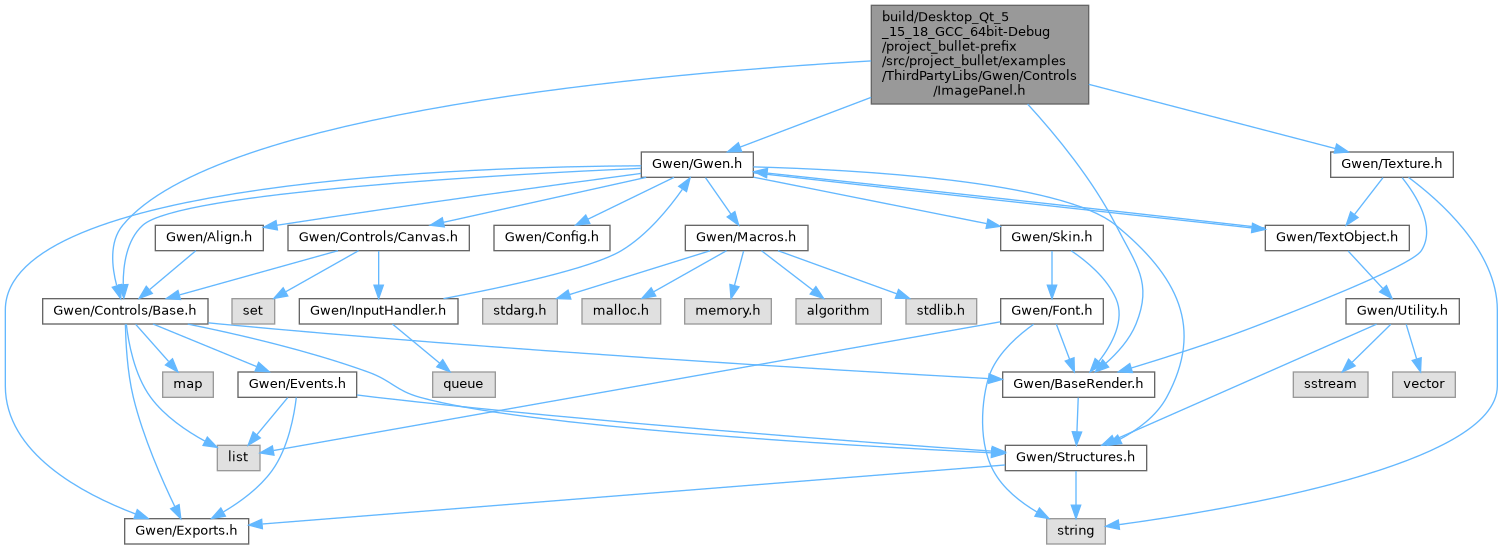 build/Desktop_Qt_5
_15_18_GCC_64bit-Debug
/project_bullet-prefix
/src/project_bullet/examples
/ThirdPartyLibs/Gwen/Controls
/ImagePanel.h
Gwen/Gwen.h
Gwen/Texture.h
Gwen/Align.h
Gwen/Controls/Canvas.h
Gwen/Config.h
Gwen/Macros.h
Gwen/Skin.h
Gwen/TextObject.h
Gwen/Controls/Base.h
set
Gwen/InputHandler.h
stdarg.h
malloc.h
memory.h
algorithm
stdlib.h
Gwen/Font.h
Gwen/Utility.h
map
Gwen/Events.h
queue
Gwen/BaseRender.h
sstream
vector
list
Gwen/Structures.h
Gwen/Exports.h
string